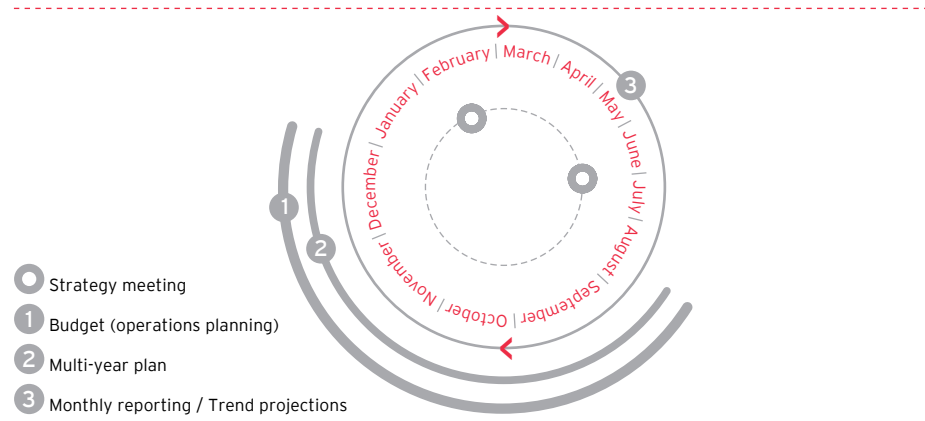 January | February | March | April | May | June | July | August | September | October | November | December |
3
1
2
Strategy meeting
1 Budget (operations planning)
2 Multi-year plan
3 Monthly reporting / Trend projections